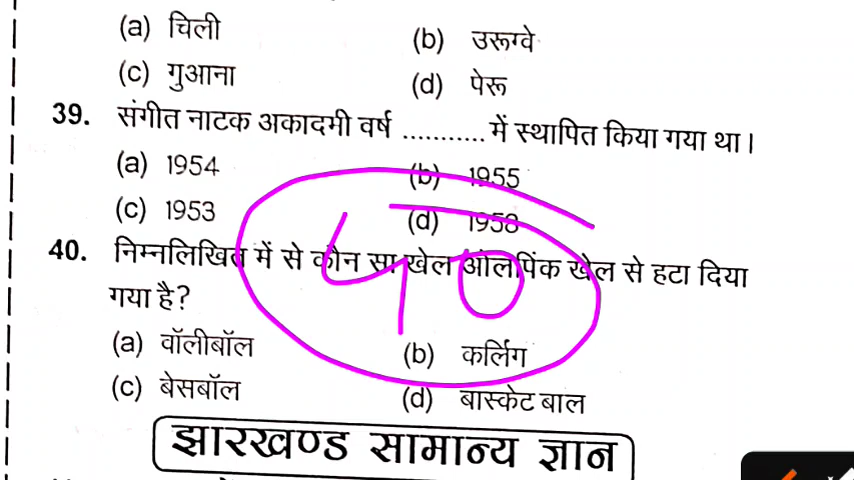 (a) चिली (b) उरूग्वे
(c) गुआना (d) पेरू
39. संगीत नाटक अकादमी वर्ष ........... में स्थापित किया गया था।
(a) 1954 (b) 1955
(c) 1953 (d) 1958
40. निम्नलिखित में से कौन सा खेल ओलपिंक खेल से हटा दिया
गया है?
40
(a) वॉलीबॉल (b) कर्लिंग
(c) बेसबॉल (d) बास्केट बाल
झारखण्ड सामान्य ज्ञान